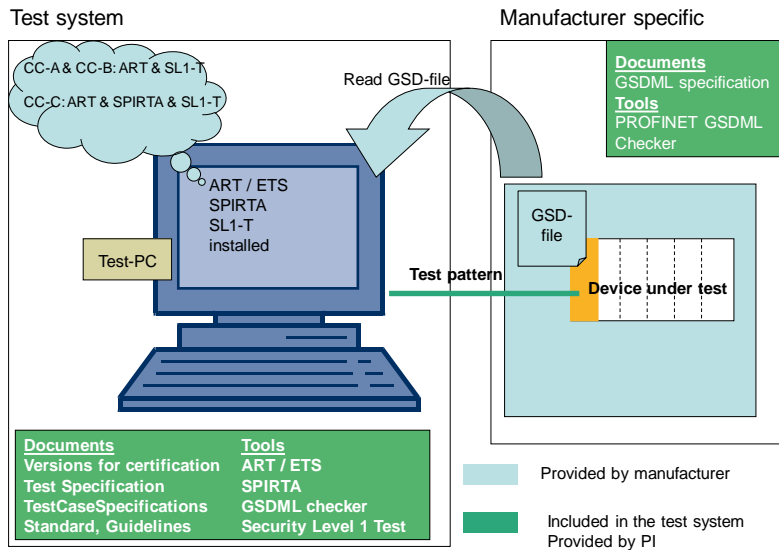 Test system
Manufacturer specific
CC-A & CC-B: ART & SL1-T
CC-C: ART & SPIRTA & SL1-T
Read GSD-file
Documents
GSDML specification
Tools
PROFINET GSDML
Checker
ART / ETS
SPIRTA
SL1-T
installed
Test-PC
GSD-
file
Test pattern
Device under test
Documents
Versions for certification
Test Specification
TestCaseSpecifications
Standard, Guidelines
Tools
ART / ETS
SPIRTA
GSDML checker
Security Level 1 Test
Provided by manufacturer
Included in the test system
Provided by PI